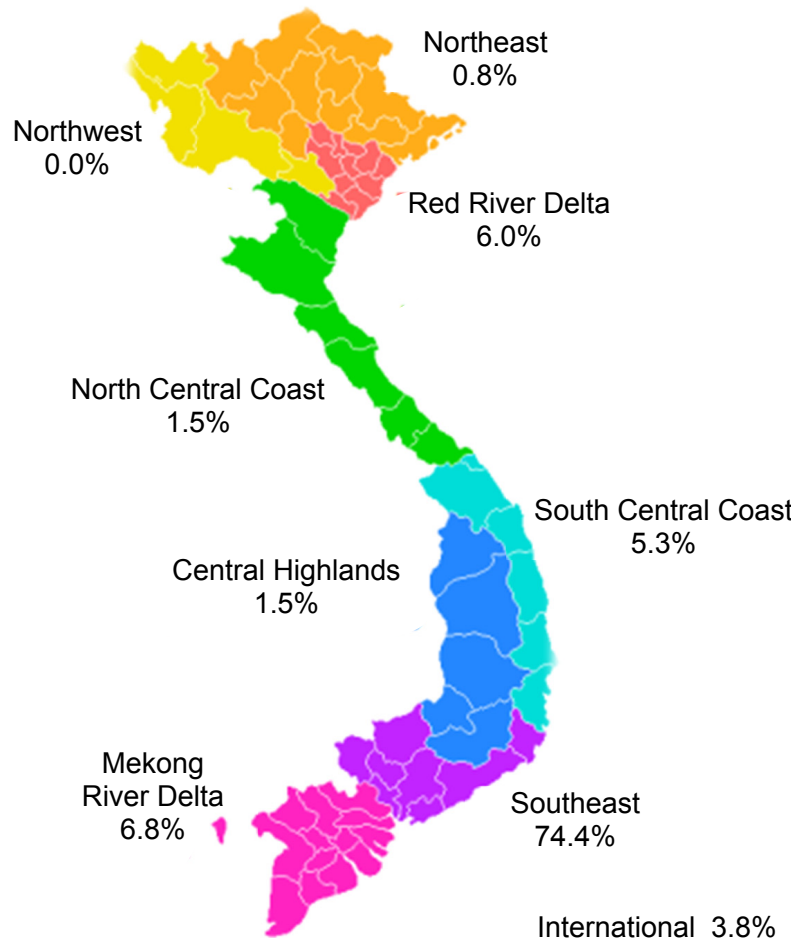 Northeast
0.8%
Northwest
0.0%
Red River Delta
6.0%
North Central Coast
1.5%
South Central Coast
5.3%
Central Highlands
1.5%
Mekong
River Delta
6.8%
Southeast
74.4%
International 3.8%